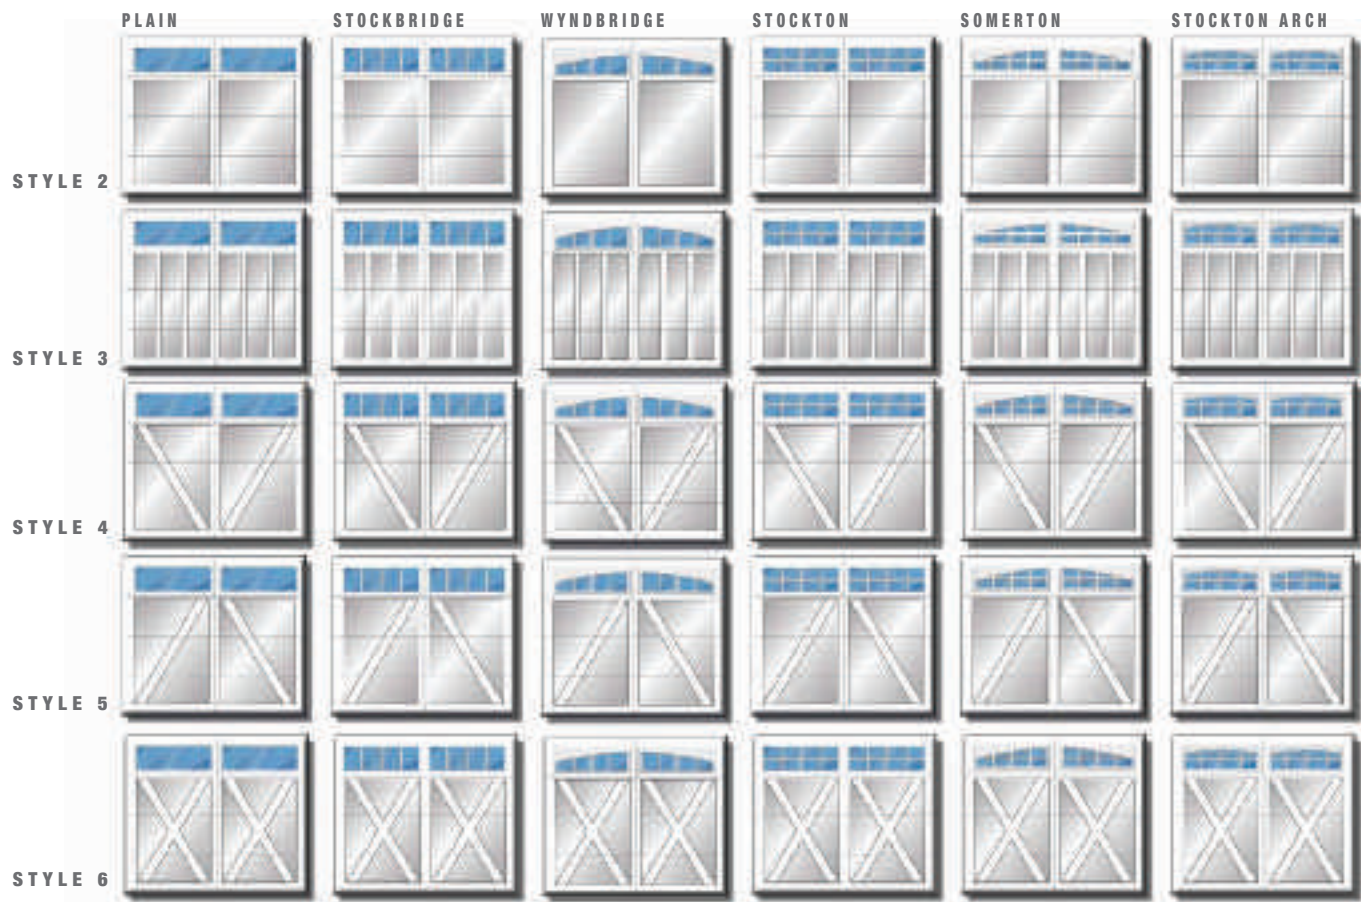 PLAIN STOCKBRIDGE WYNDBRIDGE STOCKTON SOMERTON STOCKTON ARCH
STYLE 2
STYLE 3
STYLE 4
STYLE 5
STYLE 6